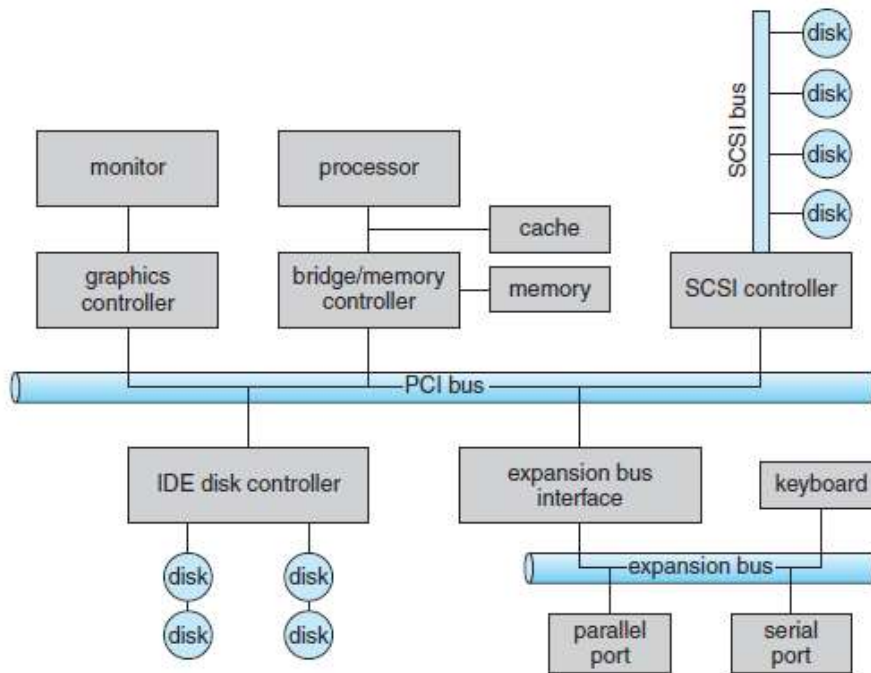 disk
disk
disk
disk
SCSI bus
monitor
processor
cache
graphics
controller
bridge/memory
controller
memory
SCSI controller
PCI bus
IDE disk controller
expansion bus
interface
keyboard
disk
disk
disk
disk
expansion bus
parallel
port
serial
port